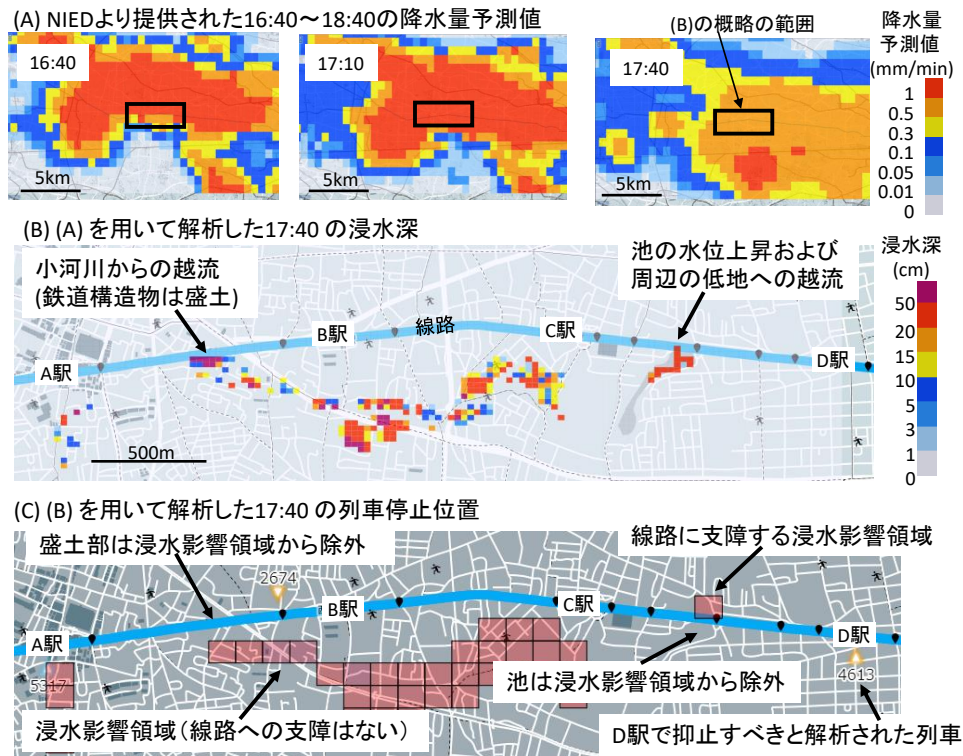 (A) NIEDより提供された16:40～18:40の降水量予測値
16:40
5km
17:10
5km
(B)の概略の範囲
17:40
5km
降水量
予測値
(mm/min)
1
0.5
0.3
0.1
0.05
0.01
0
(B) (A) を用いて解析した17:40 の浸水深
小河川からの越流
(鉄道構造物は盛土)
池の水位上昇および
周辺の低地への越流
A駅
B駅
線路
C駅
D駅
500m
浸水深
(cm)
50
20
15
10
5
3
1
0
(C) (B) を用いて解析した17:40 の列車停止位置
盛土部は浸水影響領域から除外
線路に支障する浸水影響領域
2674
A駅
B駅
C駅
D駅
5317
4613
浸水影響領域(線路への支障はない)
池は浸水影響領域から除外
D駅で抑止すべきと解析された列車